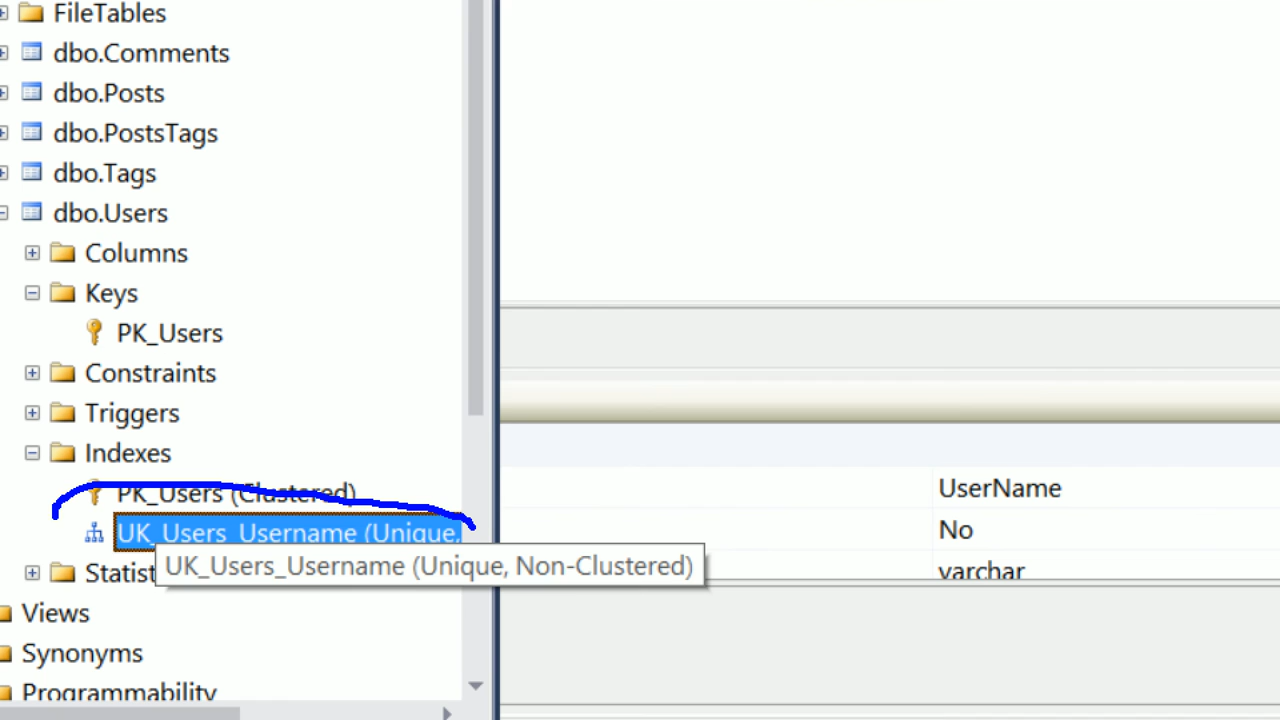 FileTables
dbo.Comments
dbo.Posts
dbo.PostsTags
dbo.Tags
dbo.Users
Columns
Keys
PK_Users
Constraints
Triggers
Indexes
PK_Users (Clustered)
UserName
UK_Users_Username (Unique,
No
UK_Users_Username (Unique, Non-Clustered)
Statist
varchar
Views
Synonyms
Programmability